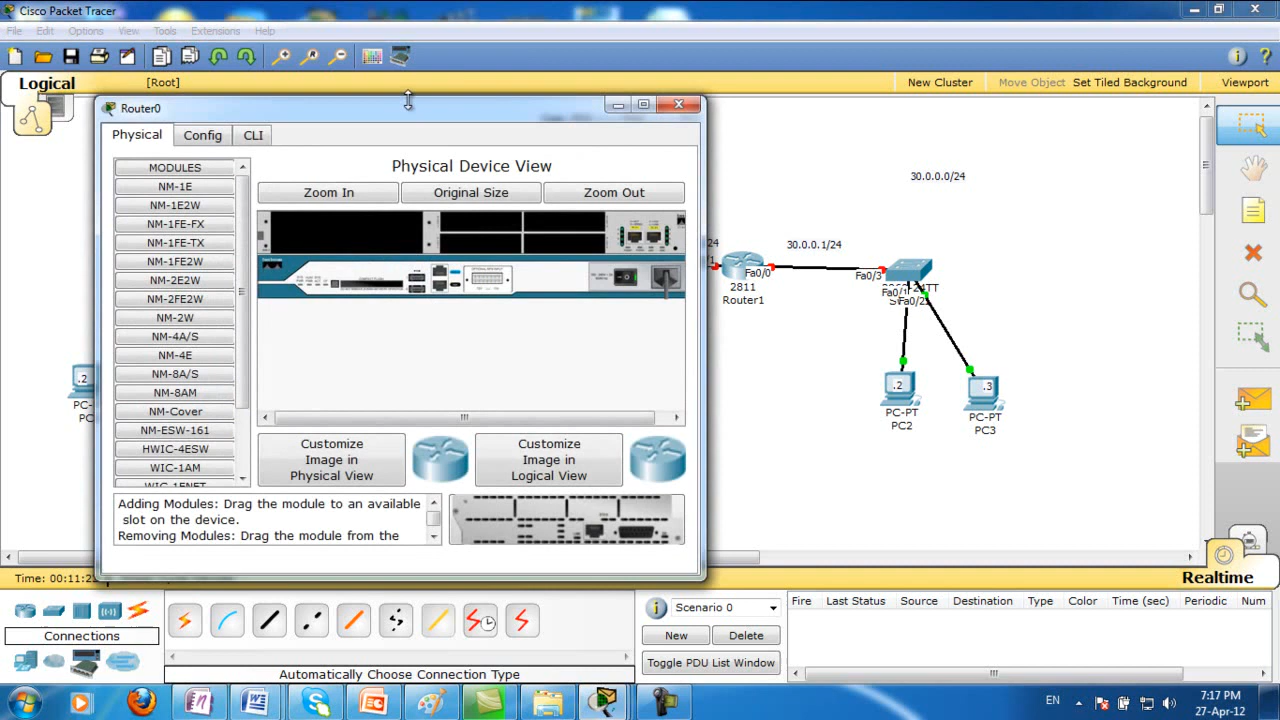 Cisco Packet Tracer
File Edit Options View Tools Extensions Help
Logical [Root] New Cluster Move Object Set Tiled Background Viewport
Router0
Physical Config CLI
MODULES
NM-1E
NM-1E2W
NM-1FE-FX
NM-1FE-TX
NM-1FE2W
NM-2E2W
NM-2FE2W
NM-2W
NM-4A/S
NM-4E
NM-8A/S
NM-8AM
NM-Cover
NM-ESW-161
HWIC-4ESW
WIC-1AM
WIC-1ENET
Physical Device View
Zoom In Original Size Zoom Out
Customize
Image in
Physical View
Customize
Image in
Logical View
Adding Modules: Drag the module to an available
slot on the device.
Removing Modules: Drag the module from the
30.0.0.0/24
24 30.0.0.1/24
Fa0/0 Fa0/3
2811
Router1
Fa0/1
Fa0/2
.2
PC-PT
PC2
.3
PC-PT
PC3
.2
Time: 00:11:2
Realtime
Connections
Automatically Choose Connection Type
Scenario 0
New Delete
Toggle PDU List Window
Fire Last Status Source Destination Type Color Time (sec) Periodic Num
EN
7:17 PM
27-Apr-12